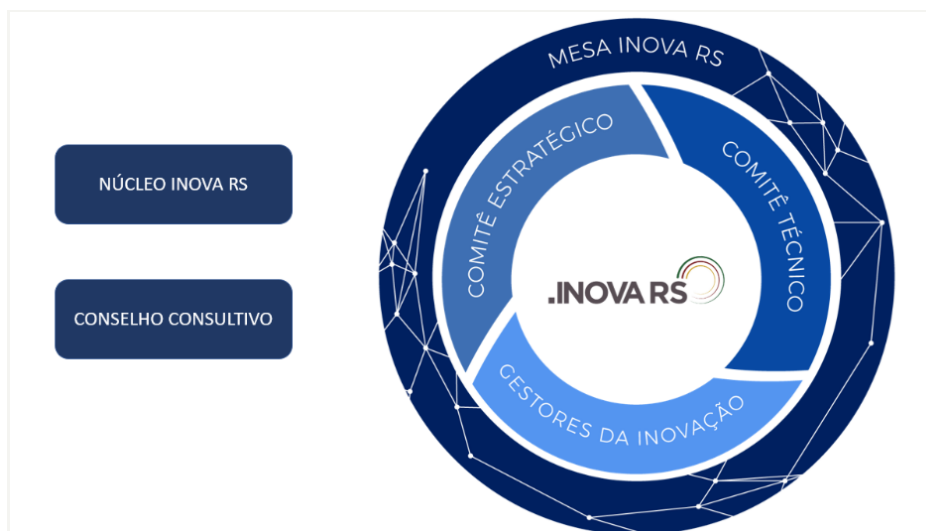 NÚCLEO INOVA RS
CONSELHO CONSULTIVO
MESA INOVA RS
COMITÊ ESTRATÉGICO
COMITÊ TÉCNICO
GESTORES DA INOVAÇÃO
.INOVA RS